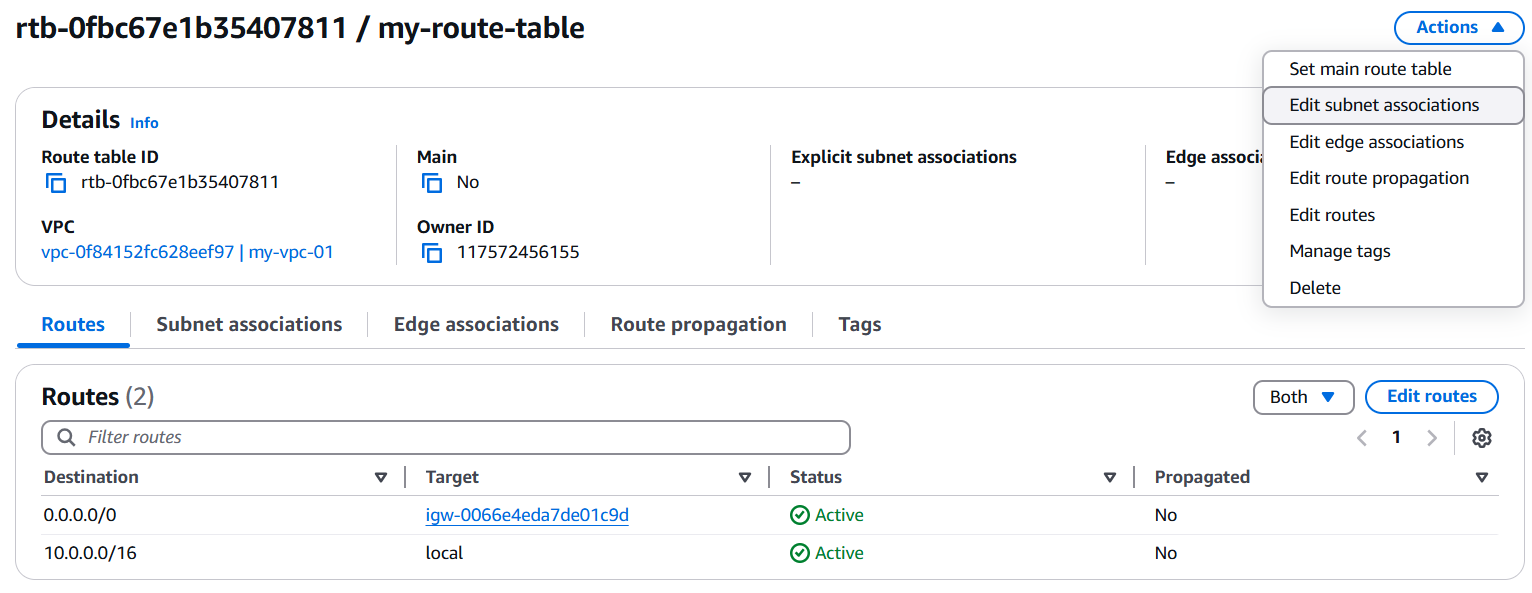 rtb-0fbc67e1b35407811 / my-route-table
Actions
Set main route table
Edit subnet associations
Edit edge associations
Edit route propagation
Edit routes
Manage tags
Delete
Details Info
Route table ID
rtb-0fbc67e1b35407811
Main
No
Explicit subnet associations
–
Edge associa
–
VPC
vpc-0f84152fc628eef97 | my-vpc-01
Owner ID
117572456155
Routes Subnet associations Edge associations Route propagation Tags
Routes (2)
Both
Edit routes
Filter routes
1
Destination Target Status Propagated
0.0.0.0/0 igw-0066e4eda7de01c9d Active No
10.0.0.0/16 local Active No